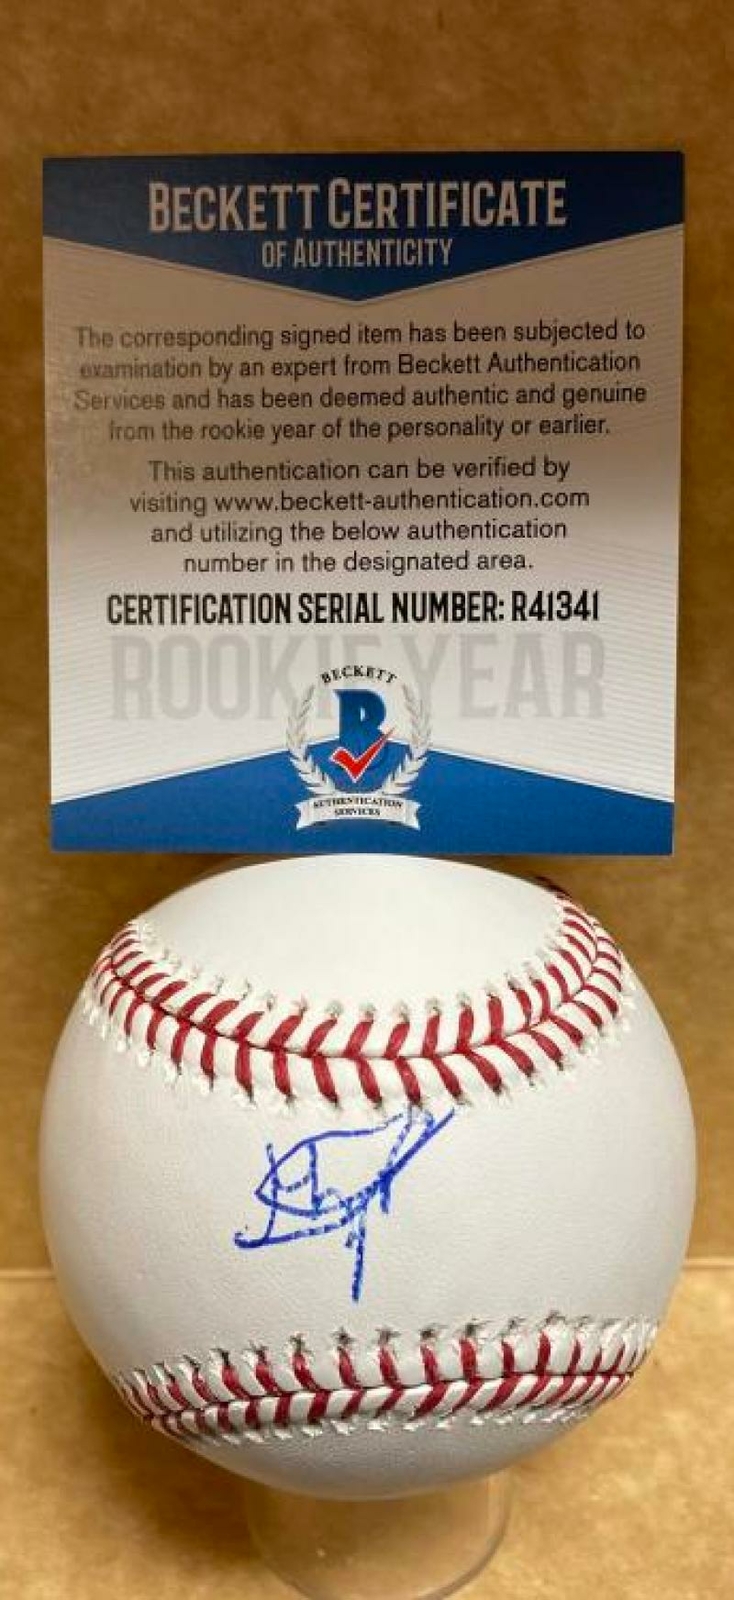 BECKETT CERTIFICATE
OF AUTHENTICITY
The corresponding signed item has been subjected to
examination by an expert from Beckett Authentication
Services and has been deemed authentic and genuine
from the rookie year of the personality or earlier.
This authentication can be verified by
visiting www.beckett-authentication.com
and utilizing the below authentication
number in the designated area.
CERTIFICATION SERIAL NUMBER: R41341
ROOKIE YEAR
BECKETT
B
AUTHENTICATION
SERVICES